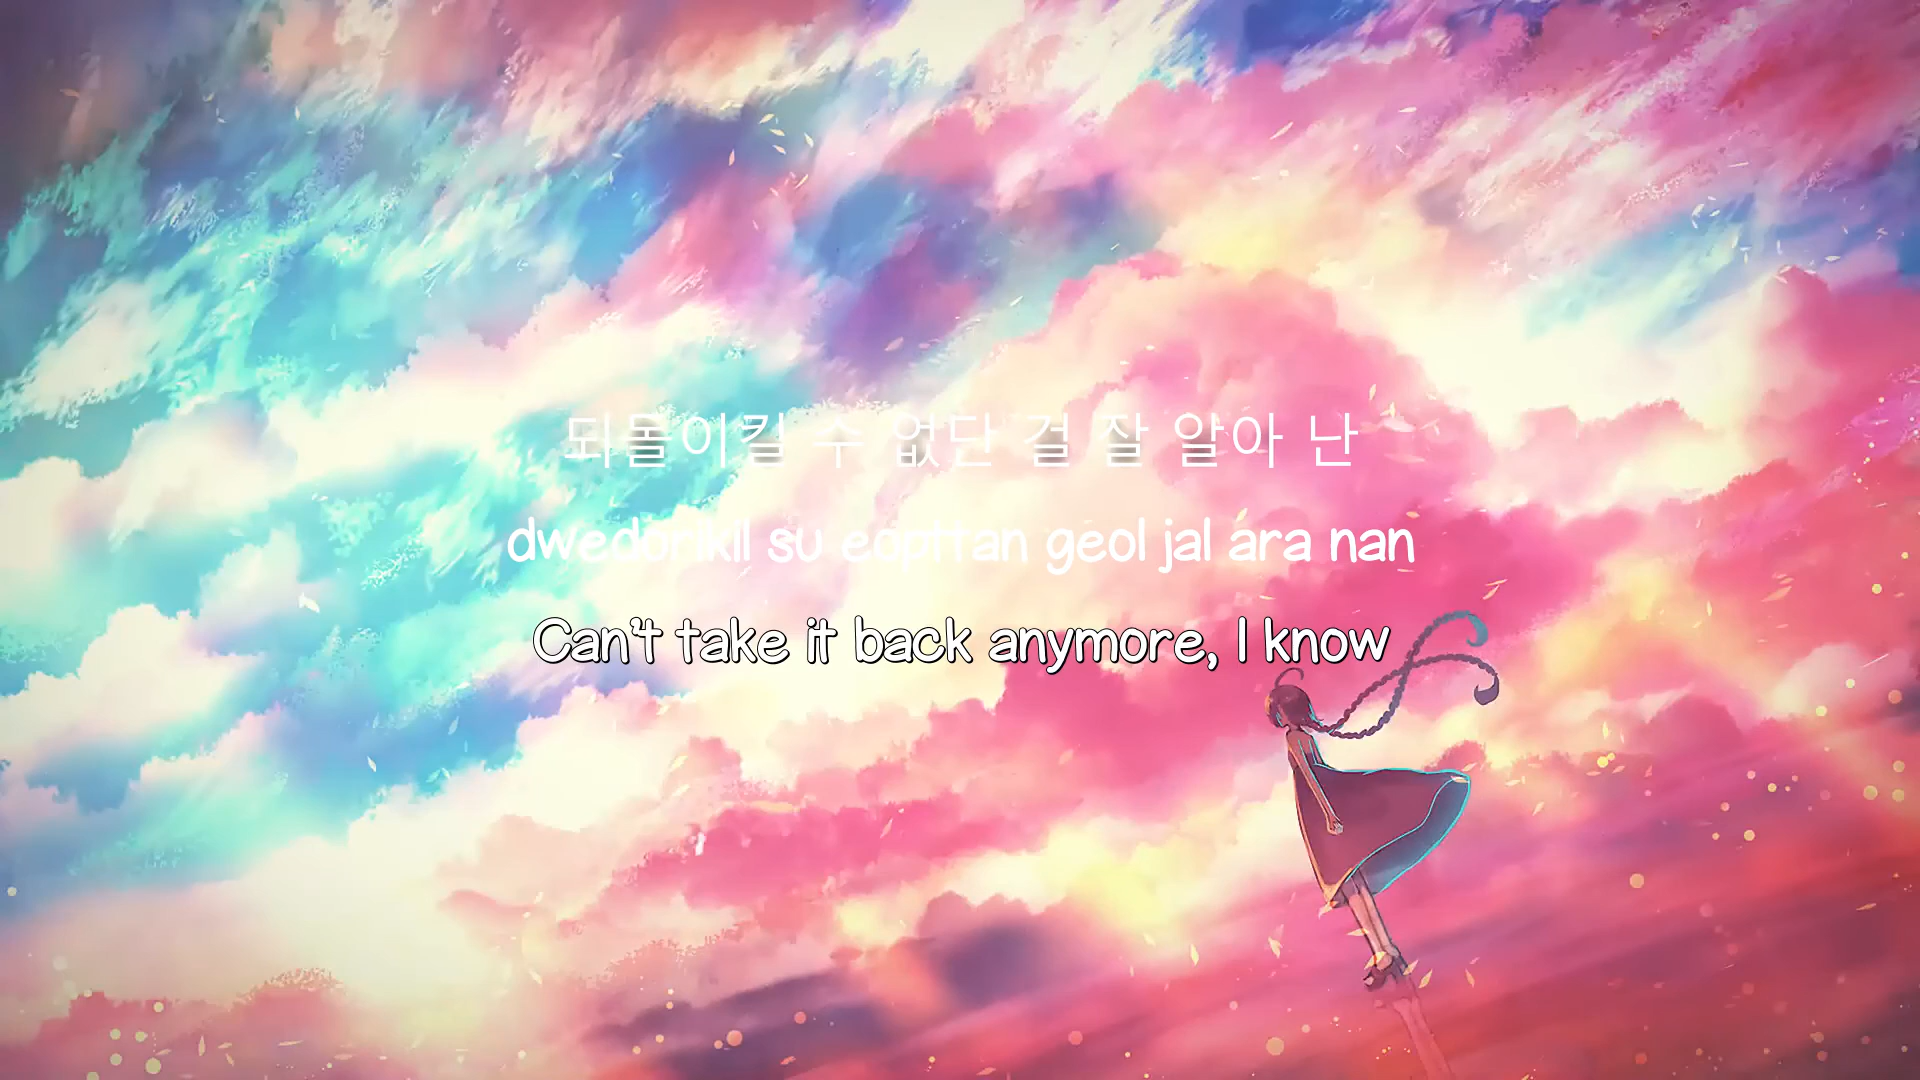 되돌이킬 수 없단 걸 잘 알아 난
dwedorikil su eopttan geol jal ara nan
Can't take it back anymore, I know